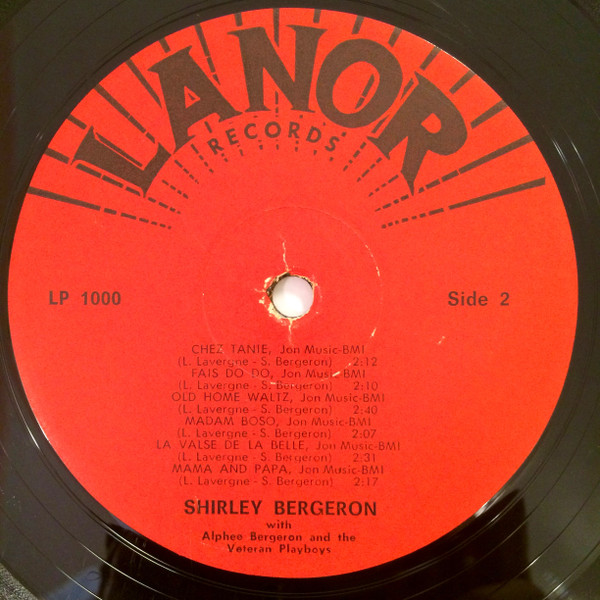 LANOR
RECORDS
LP 1000
Side 2
CHEZ TANIE, Jon Music-BMI
(L. Lavergne - S. Bergeron) 2:12
FAIS DO DO, Jon Music-BMI
(L. Lavergne - S. Bergeron) 2:10
OLD HOME WALTZ, Jon Music-BMI
(L. Lavergne - S. Bergeron) 2:40
MADAM BOSO, Jon Music-BMI
(L. Lavergne - S. Bergeron) 2:07
LA VALSE DE LA BELLE, Jon Music-BMI
(L. Lavergne - S. Bergeron) 2:31
MAMA AND PAPA, Jon Music-BMI
(L. Lavergne - S. Bergeron) 2:17
SHIRLEY BERGERON
with
Alphee Bergeron and the
Veteran Playboys